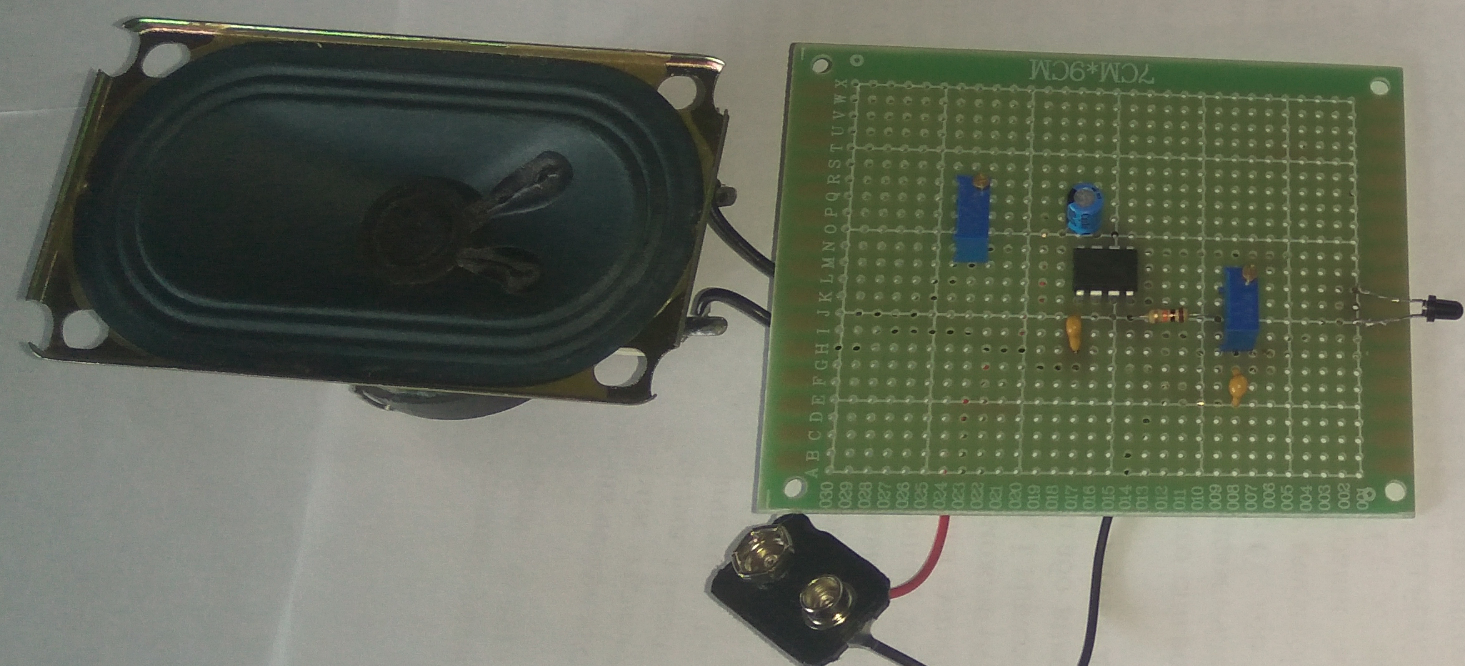 7CM*9CM
A B C D E F G H I J K L M N O P Q R S T U V W X
030 029 028 027 026 025 024 023 022 021 020 019 018 017 016 015 014 013 012 011 010 009 008 007 006 005 004 003 002 001